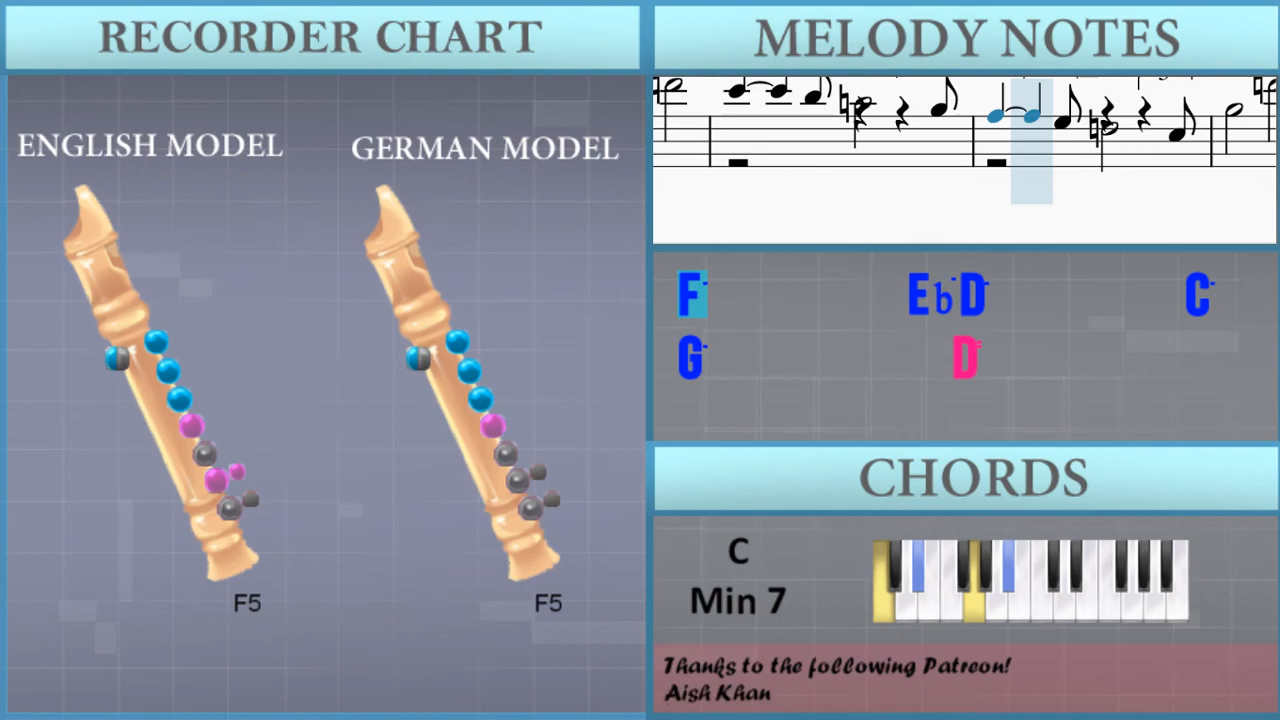 RECORDER CHART
ENGLISH MODEL
GERMAN MODEL
F5
F5
MELODY NOTES
F E♭ D C
G D
CHORDS
C
Min 7
Thanks to the following Patreon!
Aish Khan